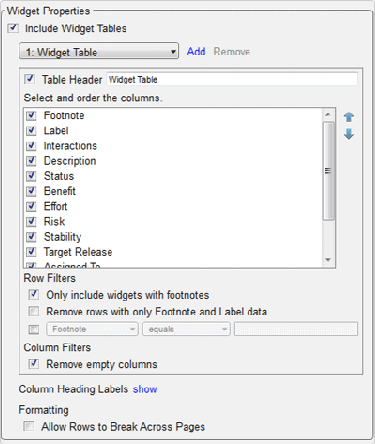 Widget Properties
Include Widget Tables
1: Widget Table Add Remove
Table Header Widget Table
Select and order the columns.
Footnote
Label
Interactions
Description
Status
Benefit
Effort
Risk
Stability
Target Release
Assigned To
Row Filters
Only include widgets with footnotes
Remove rows with only Footnote and Label data
Footnote equals
Column Filters
Remove empty columns
Column Heading Labels show
Formatting
Allow Rows to Break Across Pages